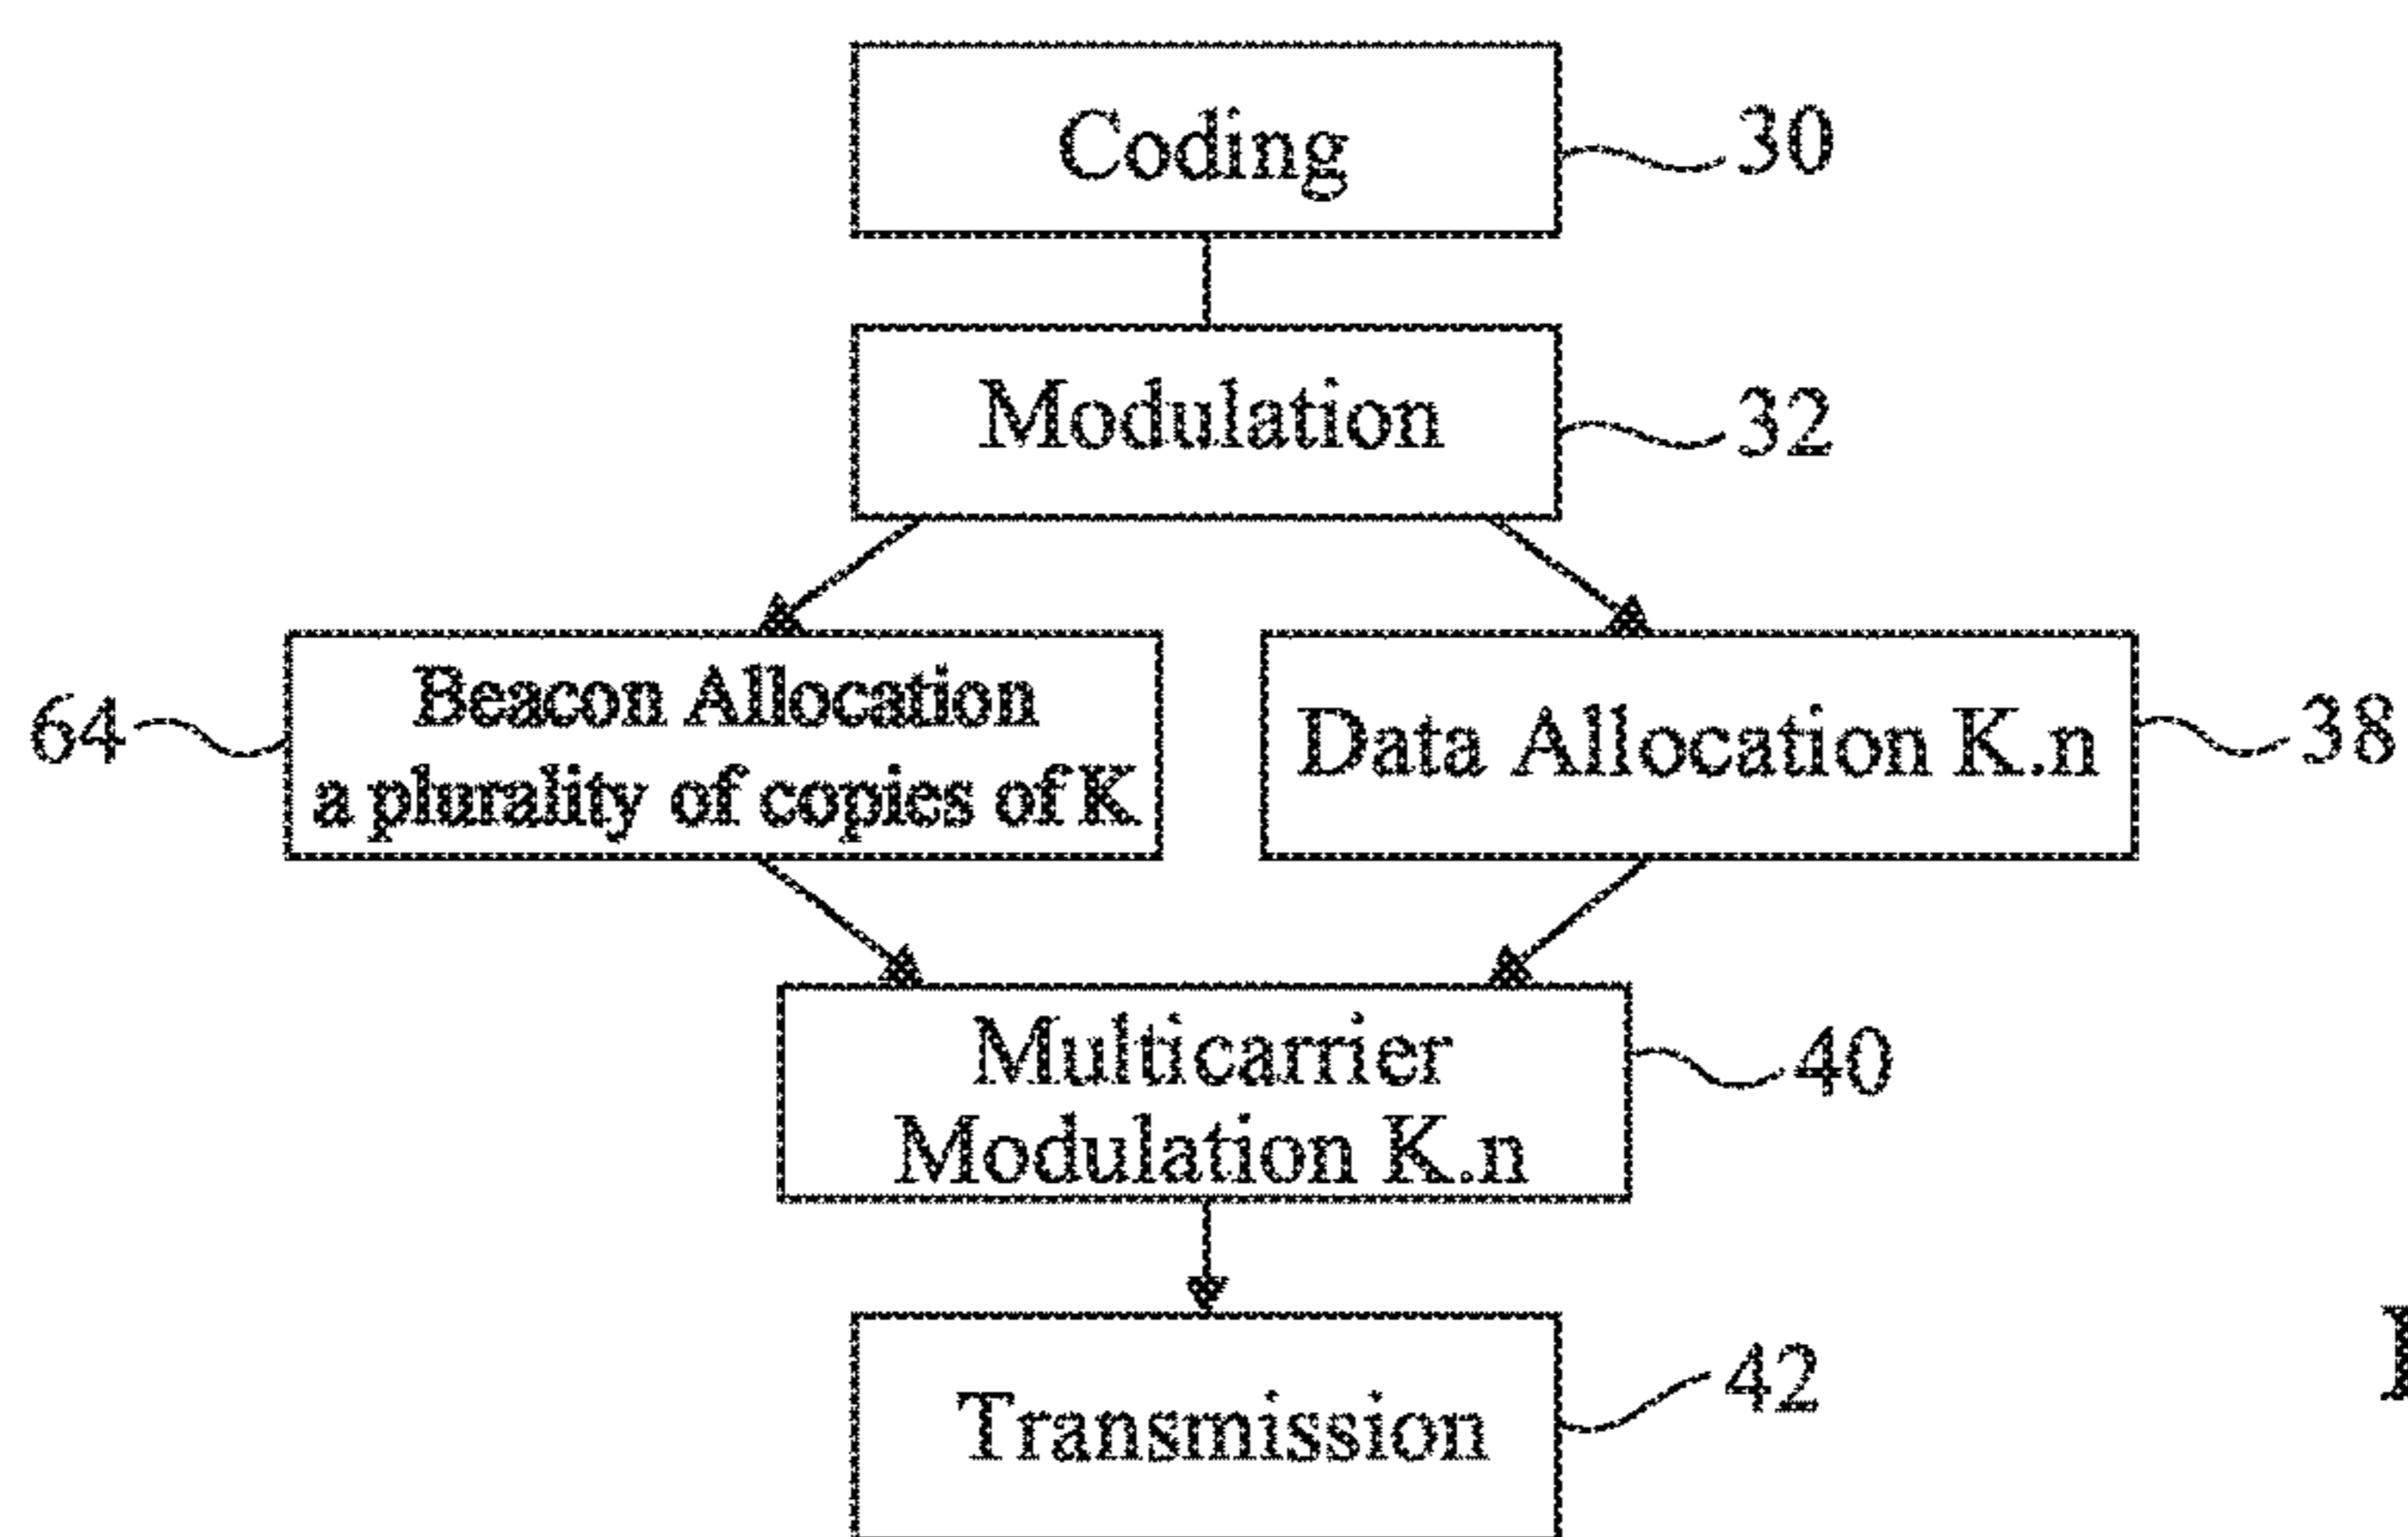 Coding
30
Modulation
32
64
Beacon Allocation
a plurality of copies of K
Data Allocation K.n
38
Multicarrier
Modulation K.n
40
Transmission
42